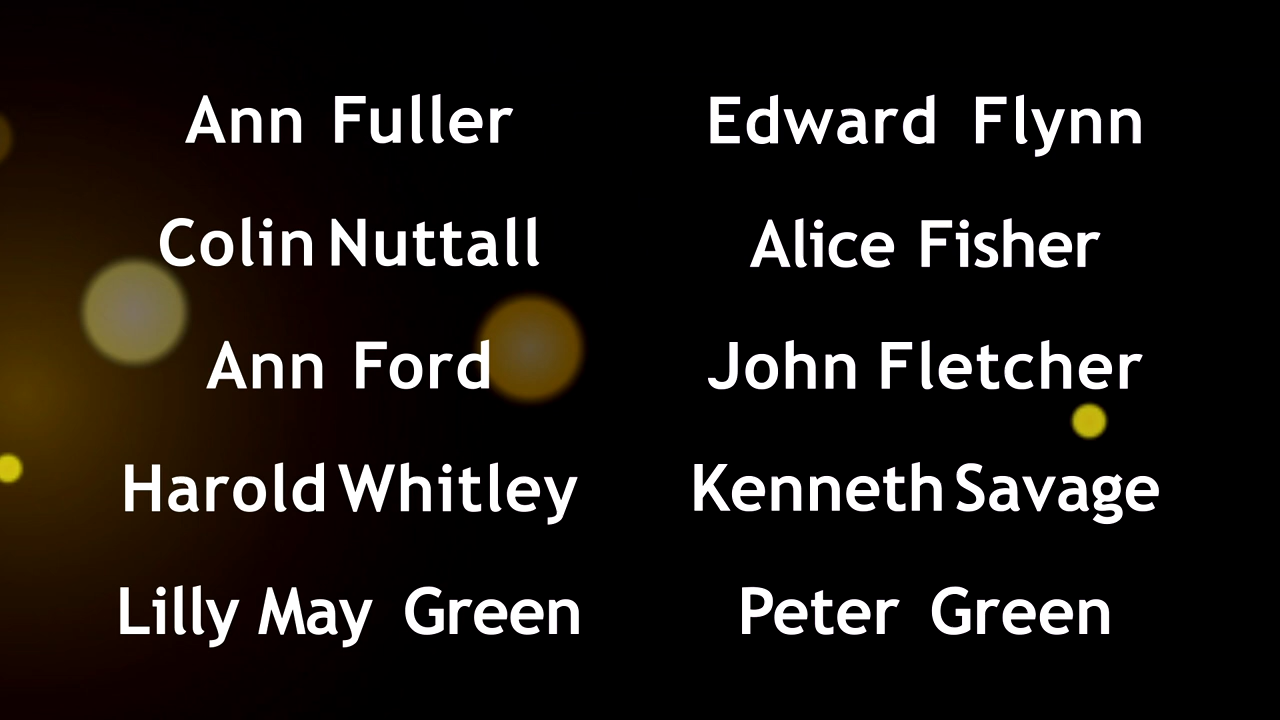 Ann Fuller
Edward Flynn
Colin Nuttall
Alice Fisher
Ann Ford
John Fletcher
Harold Whitley
Kenneth Savage
Lilly May Green
Peter Green